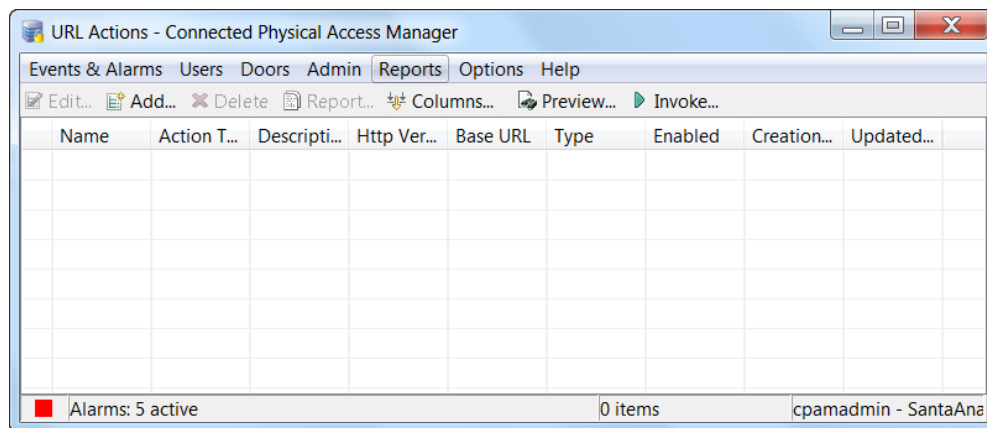 URL Actions - Connected Physical Access Manager
Events & Alarms Users Doors Admin Reports Options Help
Edit... Add... Delete Report... Columns... Preview... Invoke...
Name Action T... Descripti... Http Ver... Base URL Type Enabled Creation... Updated...
Alarms: 5 active 0 items cpamadmin - SantaAna